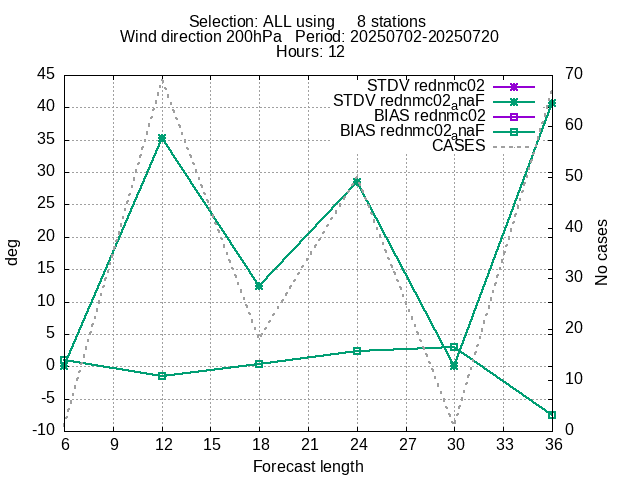 Selection: ALL using     8 stations
Wind direction 200hPa   Period: 20250702-20250720
Hours: 12
45
40
35
30
25
20
15
10
5
0
-5
-10
deg
70
60
50
40
30
20
10
0
No cases
STDV rednmc02
STDV rednmc02anaF
BIAS rednmc02
BIAS rednmc02anaF
CASES
6 9 12 15 18 21 24 27 30 33 36
Forecast length